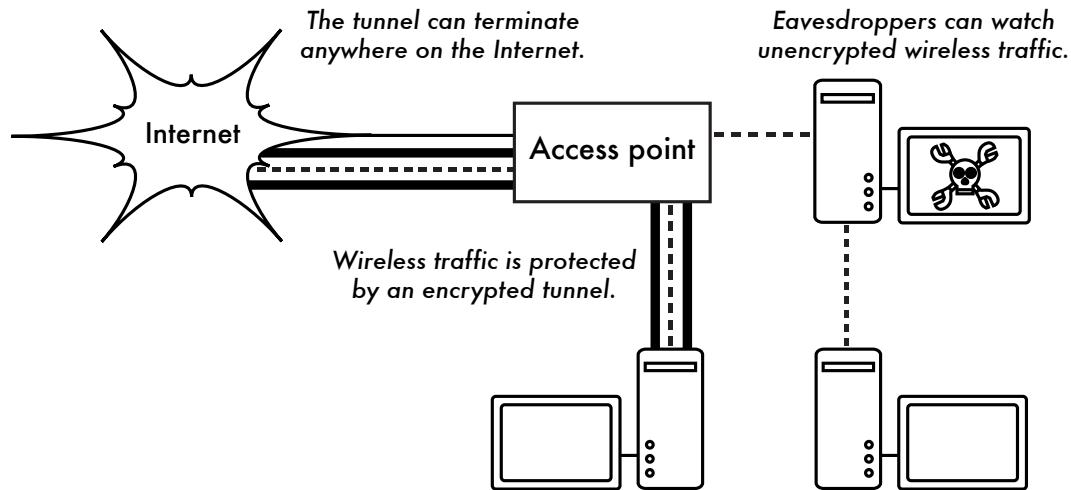 The tunnel can terminate
anywhere on the Internet.
Eavesdroppers can watch
unencrypted wireless traffic.
Internet
Access point
Wireless traffic is protected
by an encrypted tunnel.